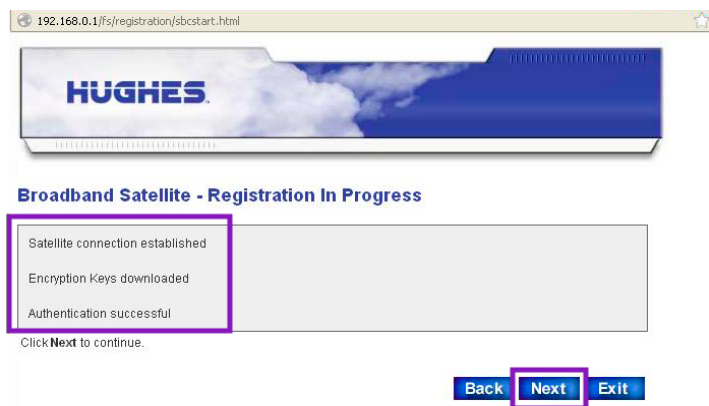 192.168.0.1/fs/registration/sbcstart.html
HUGHES.
Broadband Satellite - Registration In Progress
Satellite connection established
Encryption Keys downloaded
Authentication successful
Click Next to continue.
Back Next Exit